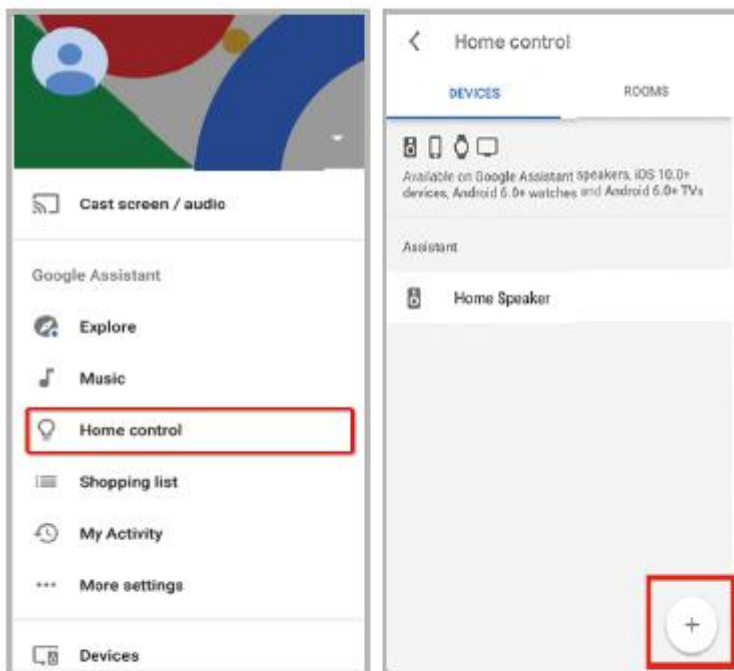 Cast screen / audio
Google Assistant
Explore
Music
Home control
Shopping list
My Activity
More settings
Devices
Home control
DEVICES ROOMS
Available on Google Assistant speakers, iOS 10.0+
devices, Android 6.0+ watches and Android 6.0+ TVs
Assistant
Home Speaker
+